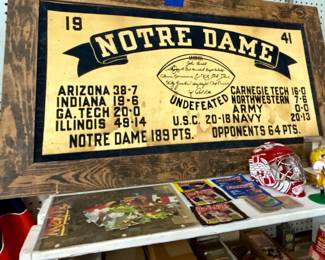 19 41
NOTRE DAME
ARIZONA 38-7
INDIANA 19-6
GA. TECH 20-0
ILLINOIS 49-14
UNDEFEATED
CARNEGIE TECH 16-0
NORTHWESTERN 7-6
ARMY 0-0
U.S.C. 20-18 NAVY 20-13
NOTRE DAME 189 PTS. OPPONENTS 64 PTS.